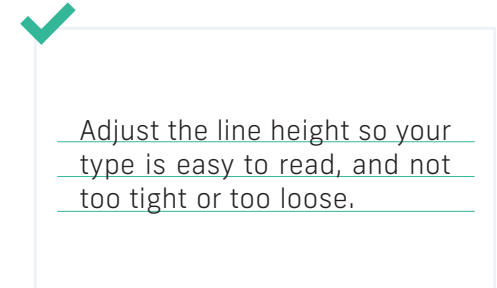 Adjust the line height so your
type is easy to read, and not
too tight or too loose.